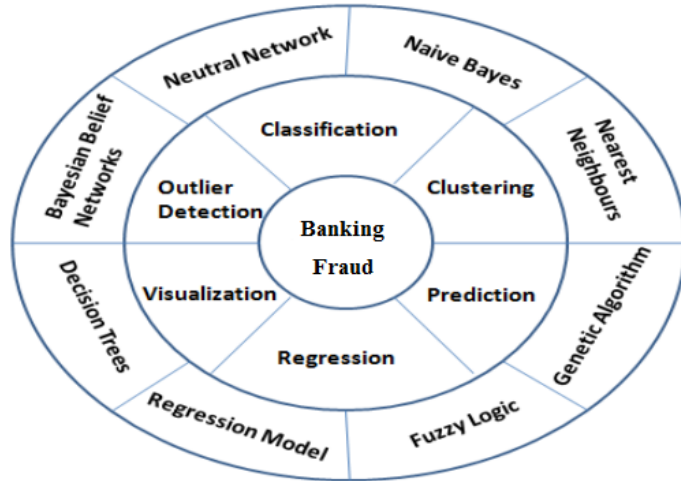 Neutral Network
Naive Bayes
Nearest
Neighbours
Genetic Algorithm
Fuzzy Logic
Regression Model
Decision Trees
Bayesian Belief
Networks
Classification
Clustering
Prediction
Regression
Visualization
Outlier
Detection
Banking
Fraud